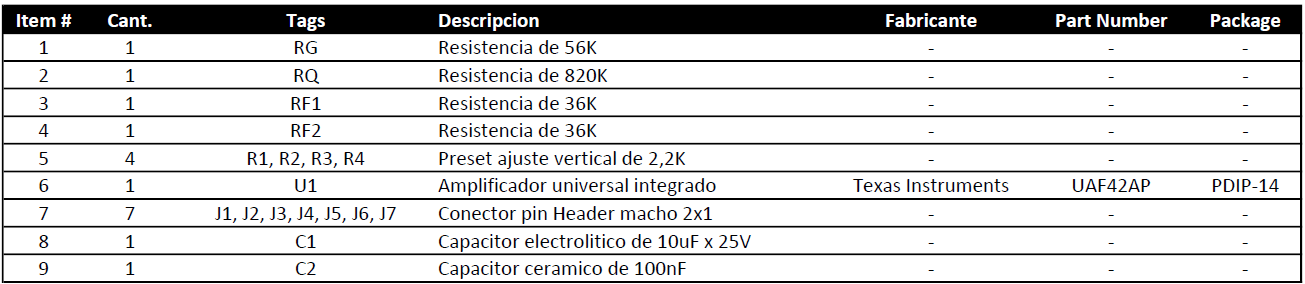 Item # Cant. Tags Descripcion Fabricante Part Number Package
1 1 RG Resistencia de 56K - - -
2 1 RQ Resistencia de 820K - - -
3 1 RF1 Resistencia de 36K - - -
4 1 RF2 Resistencia de 36K - - -
5 4 R1, R2, R3, R4 Preset ajuste vertical de 2,2K - - -
6 1 U1 Amplificador universal integrado Texas Instruments UAF42AP PDIP-14
7 7 J1, J2, J3, J4, J5, J6, J7 Conector pin Header macho 2x1 - - -
8 1 C1 Capacitor electrolitico de 10uF x 25V - - -
9 1 C2 Capacitor ceramico de 100nF - - -